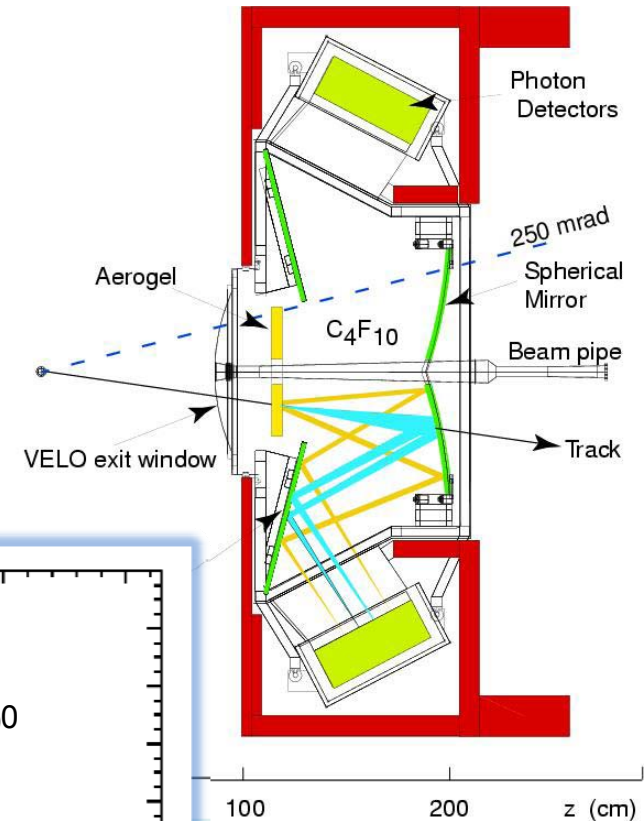 Photon
Detectors
250 mrad
Aerogel
Spherical
Mirror
C₄F₁₀
Beam pipe
VELO exit window
Track
0
100 200 z (cm)